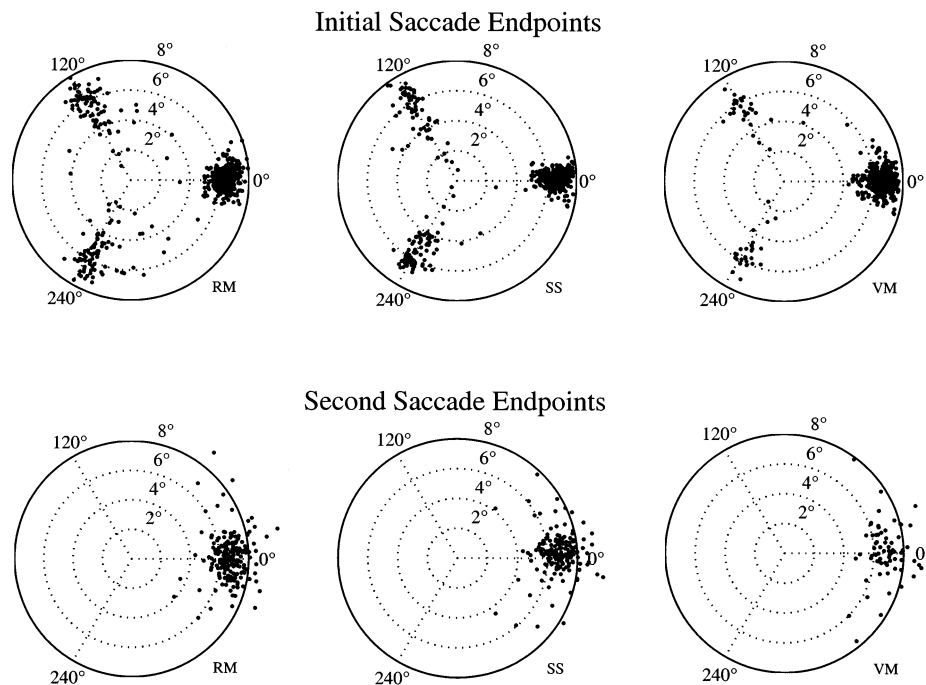 Initial Saccade Endpoints
8° 8° 8°
120° 120° 120°
6° 6° 6°
4° 4° 4°
2° 2° 2°
0° 0° 0°
240° RM 240° SS 240° VM
Second Saccade Endpoints
8° 8° 8°
120° 120° 120°
6° 6° 6°
4° 4° 4°
2° 2° 2°
0° 0° 0
240° RM 240° SS 240° VM